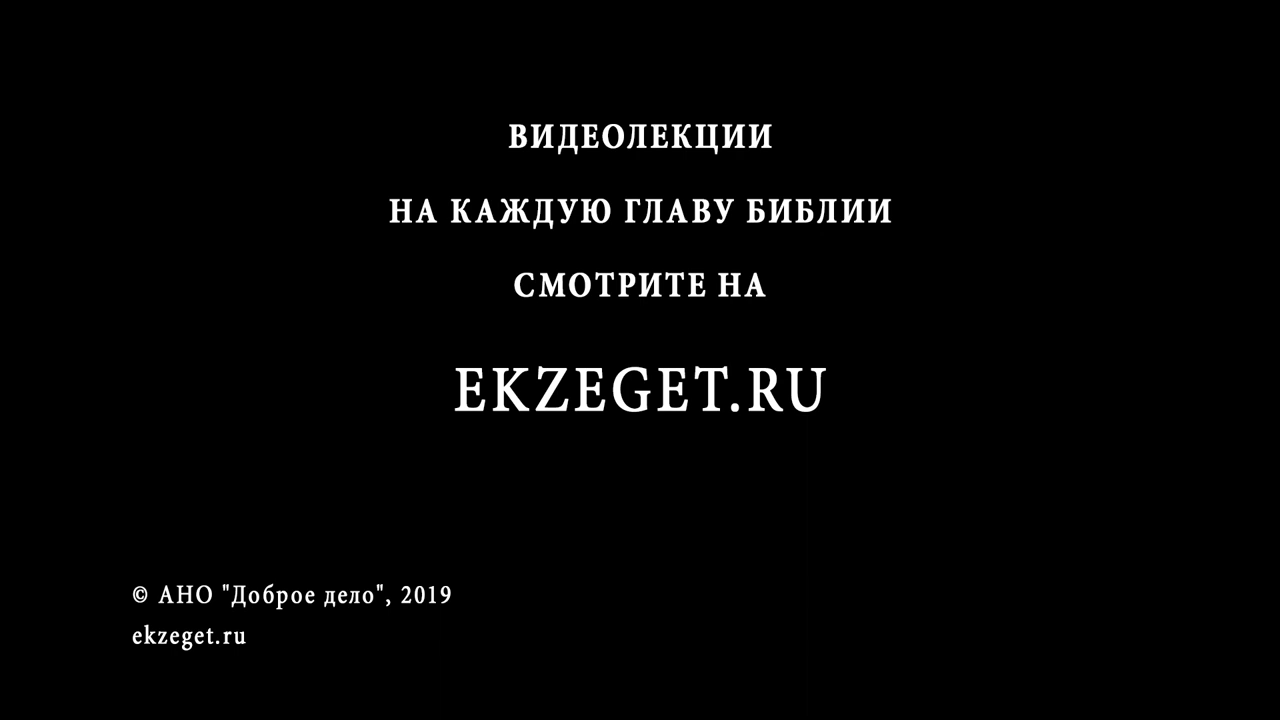 ВИДЕОЛЕКЦИИ
НА КАЖДУЮ ГЛАВУ БИБЛИИ
СМОТРИТЕ НА
EKZEGET.RU
© АНО "Доброе дело", 2019
ekzeget.ru